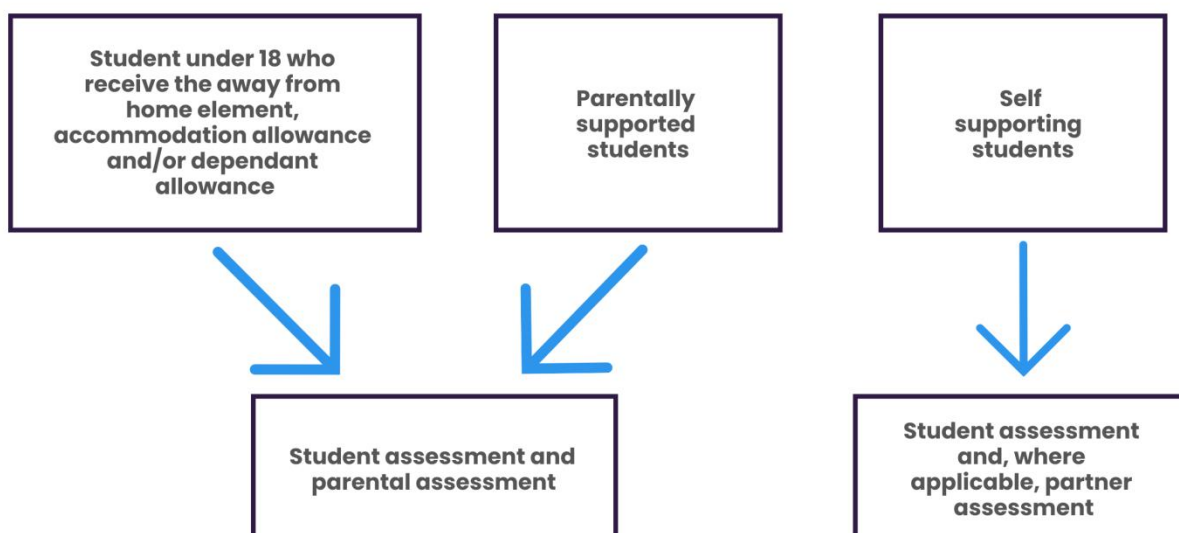 Student under 18 who
receive the away from
home element,
accommodation allowance
and/or dependant
allowance
Parentally
supported
students
Self
supporting
students
Student assessment and
parental assessment
Student assessment
and, where
applicable, partner
assessment